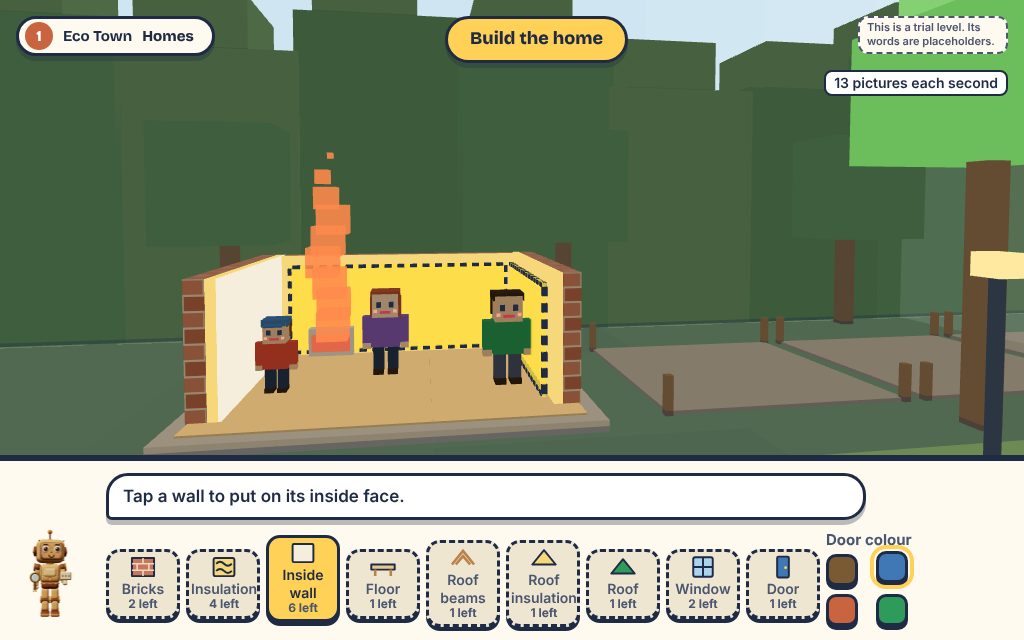 1 Eco Town Homes
Build the home
This is a trial level. Its
words are placeholders.
13 pictures each second
Tap a wall to put on its inside face.
Bricks
2 left
Insulation
4 left
Inside
wall
6 left
Floor
1 left
Roof
beams
1 left
Roof
insulation
1 left
Roof
1 left
Window
2 left
Door
1 left
Door colour